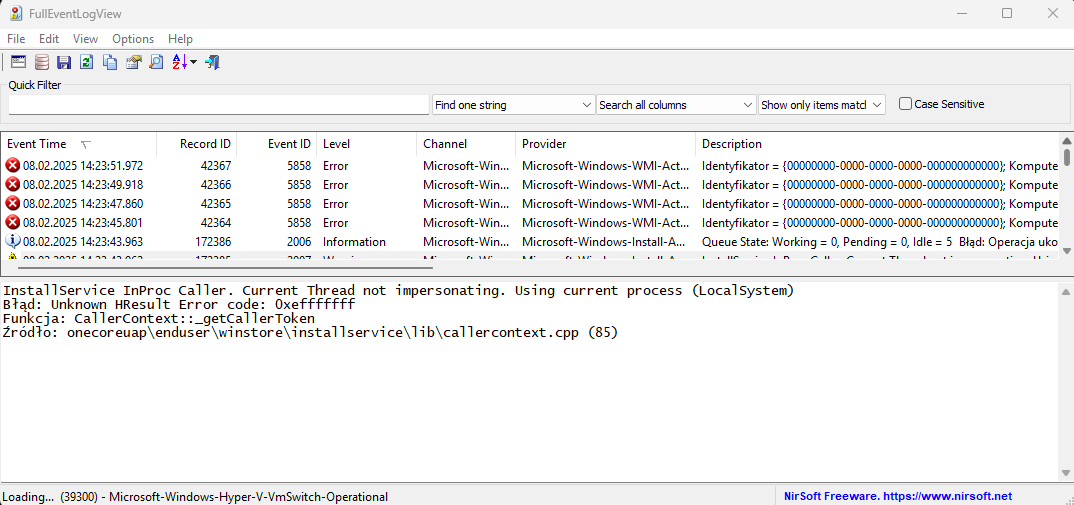 FullEventLogView
File Edit View Options Help
Quick Filter
Find one string Search all columns Show only items matcl Case Sensitive
Event Time Record ID Event ID Level Channel Provider Description
08.02.2025 14:23:51.972 42367 5858 Error Microsoft-Win... Microsoft-Windows-WMI-Act... Identyfikator = {00000000-0000-0000-0000-000000000000}; Kompute
08.02.2025 14:23:49.918 42366 5858 Error Microsoft-Win... Microsoft-Windows-WMI-Act... Identyfikator = {00000000-0000-0000-0000-000000000000}; Kompute
08.02.2025 14:23:47.860 42365 5858 Error Microsoft-Win... Microsoft-Windows-WMI-Act... Identyfikator = {00000000-0000-0000-0000-000000000000}; Kompute
08.02.2025 14:23:45.801 42364 5858 Error Microsoft-Win... Microsoft-Windows-WMI-Act... Identyfikator = {00000000-0000-0000-0000-000000000000}; Kompute
08.02.2025 14:23:43.963 172386 2006 Information Microsoft-Win... Microsoft-Windows-Install-A... Queue State: Working = 0, Pending = 0, Idle = 5 Błąd: Operacja uko
InstallService InProc Caller. Current Thread not impersonating. Using current process (LocalSystem)
Błąd: Unknown HResult Error code: 0xefffffff
Funkcja: CallerContext::_getCallerToken
Źródło: onecoreuap\enduser\winstore\installservice\lib\callercontext.cpp (85)
Loading... (39300) - Microsoft-Windows-Hyper-V-VmSwitch-Operational NirSoft Freeware. https://www.nirsoft.net